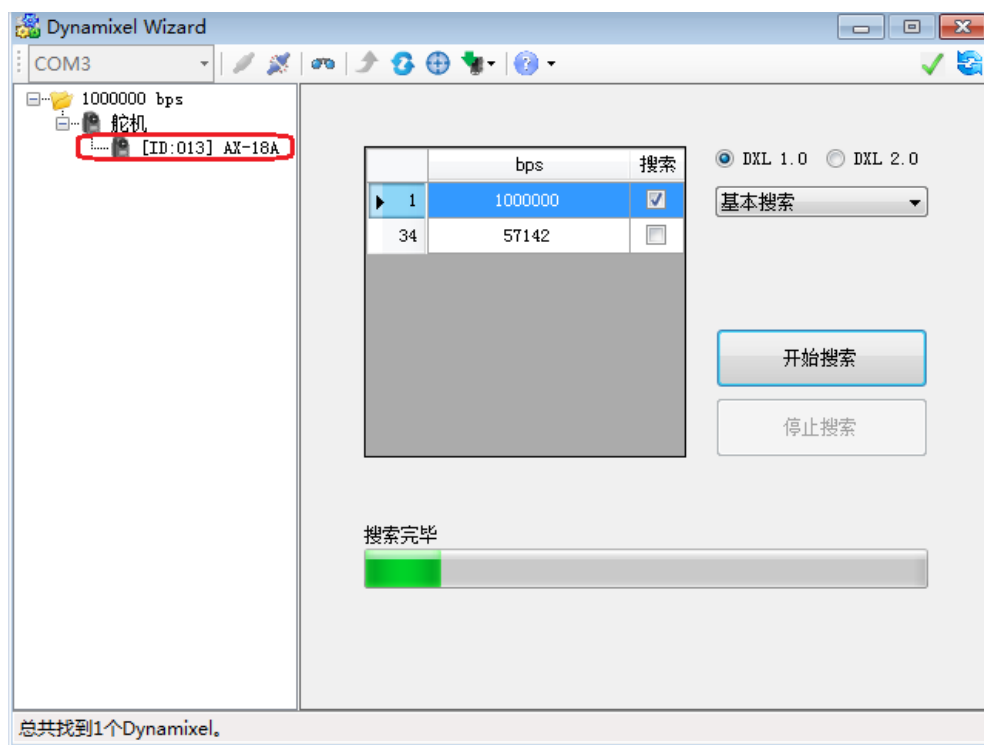 Dynamixel Wizard
COM3
1000000 bps
舵机
[ID:013] AX-18A
bps 搜索
1 1000000
34 57142
DXL 1.0 DXL 2.0
基本搜索
开始搜索
停止搜索
搜索完毕
总共找到1个Dynamixel。